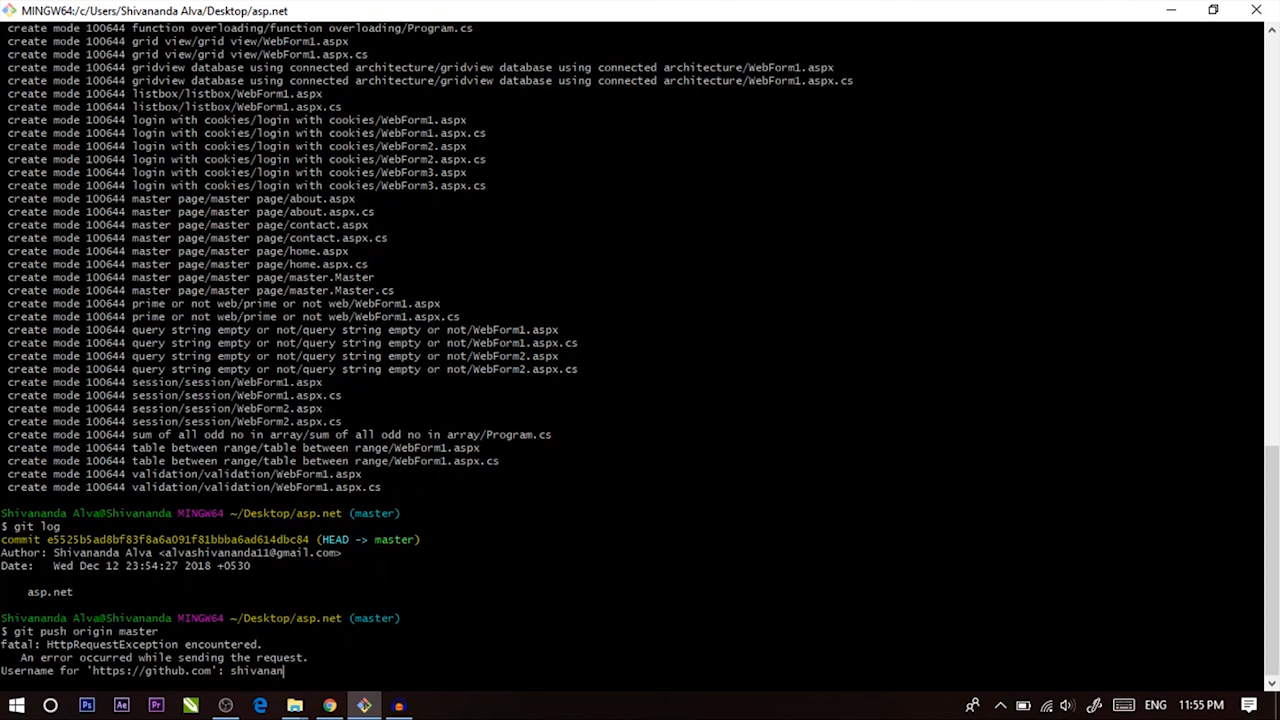 MINGW64:/c/Users/Shivananda Alva/Desktop/asp.net
create mode 100644 function overloading/function overloading/Program.cs
create mode 100644 grid view/grid view/WebForm1.aspx
create mode 100644 grid view/grid view/WebForm1.aspx.cs
create mode 100644 gridview database using connected architecture/gridview database using connected architecture/WebForm1.aspx
create mode 100644 gridview database using connected architecture/gridview database using connected architecture/WebForm1.aspx.cs
create mode 100644 listbox/listbox/WebForm1.aspx
create mode 100644 listbox/listbox/WebForm1.aspx.cs
create mode 100644 login with cookies/login with cookies/WebForm1.aspx
create mode 100644 login with cookies/login with cookies/WebForm1.aspx.cs
create mode 100644 login with cookies/login with cookies/WebForm2.aspx
create mode 100644 login with cookies/login with cookies/WebForm2.aspx.cs
create mode 100644 login with cookies/login with cookies/WebForm3.aspx
create mode 100644 login with cookies/login with cookies/WebForm3.aspx.cs
create mode 100644 master page/master page/about.aspx
create mode 100644 master page/master page/about.aspx.cs
create mode 100644 master page/master page/contact.aspx
create mode 100644 master page/master page/contact.aspx.cs
create mode 100644 master page/master page/home.aspx
create mode 100644 master page/master page/home.aspx.cs
create mode 100644 master page/master page/master.Master
create mode 100644 master page/master page/master.Master.cs
create mode 100644 prime or not web/prime or not web/WebForm1.aspx
create mode 100644 prime or not web/prime or not web/WebForm1.aspx.cs
create mode 100644 query string empty or not/query string empty or not/WebForm1.aspx
create mode 100644 query string empty or not/query string empty or not/WebForm1.aspx.cs
create mode 100644 query string empty or not/query string empty or not/WebForm2.aspx
create mode 100644 query string empty or not/query string empty or not/WebForm2.aspx.cs
create mode 100644 session/session/WebForm1.aspx
create mode 100644 session/session/WebForm1.aspx.cs
create mode 100644 session/session/WebForm2.aspx
create mode 100644 session/session/WebForm2.aspx.cs
create mode 100644 sum of all odd no in array/sum of all odd no in array/Program.cs
create mode 100644 table between range/table between range/WebForm1.aspx
create mode 100644 table between range/table between range/WebForm1.aspx.cs
create mode 100644 validation/validation/WebForm1.aspx
create mode 100644 validation/validation/WebForm1.aspx.cs
Shivananda Alva@Shivananda MINGW64 ~/Desktop/asp.net (master)
$ git log
commit e5525b5ad8bf83f8a6a091f81bbba6ad614dbc84 (HEAD -> master)
Author: Shivananda Alva <alvashivananda11@gmail.com>
Date:   Wed Dec 12 23:54:27 2018 +0530
asp.net
Shivananda Alva@Shivananda MINGW64 ~/Desktop/asp.net (master)
$ git push origin master
fatal: HttpRequestException encountered.
An error occurred while sending the request.
Username for 'https://github.com': shivanan
Ps Ae Pr ENG 11:55 PM